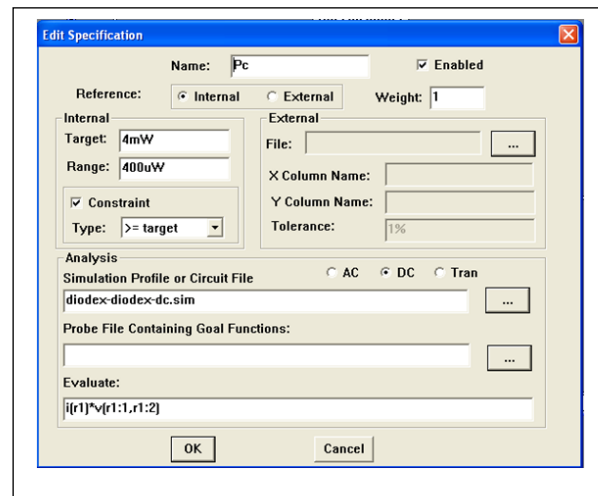 Edit Specification
Name: Pc Enabled
Reference: Internal External Weight: 1
Internal
Target: 4mW
Range: 400uW
Constraint
Type: >= target
External
File: ...
X Column Name:
Y Column Name:
Tolerance: 1%
Analysis
Simulation Profile or Circuit File AC DC Tran
diodex-diodex-dc.sim ...
Probe File Containing Goal Functions:
...
Evaluate:
i(r1)*v(r1:1,r1:2)
OK Cancel